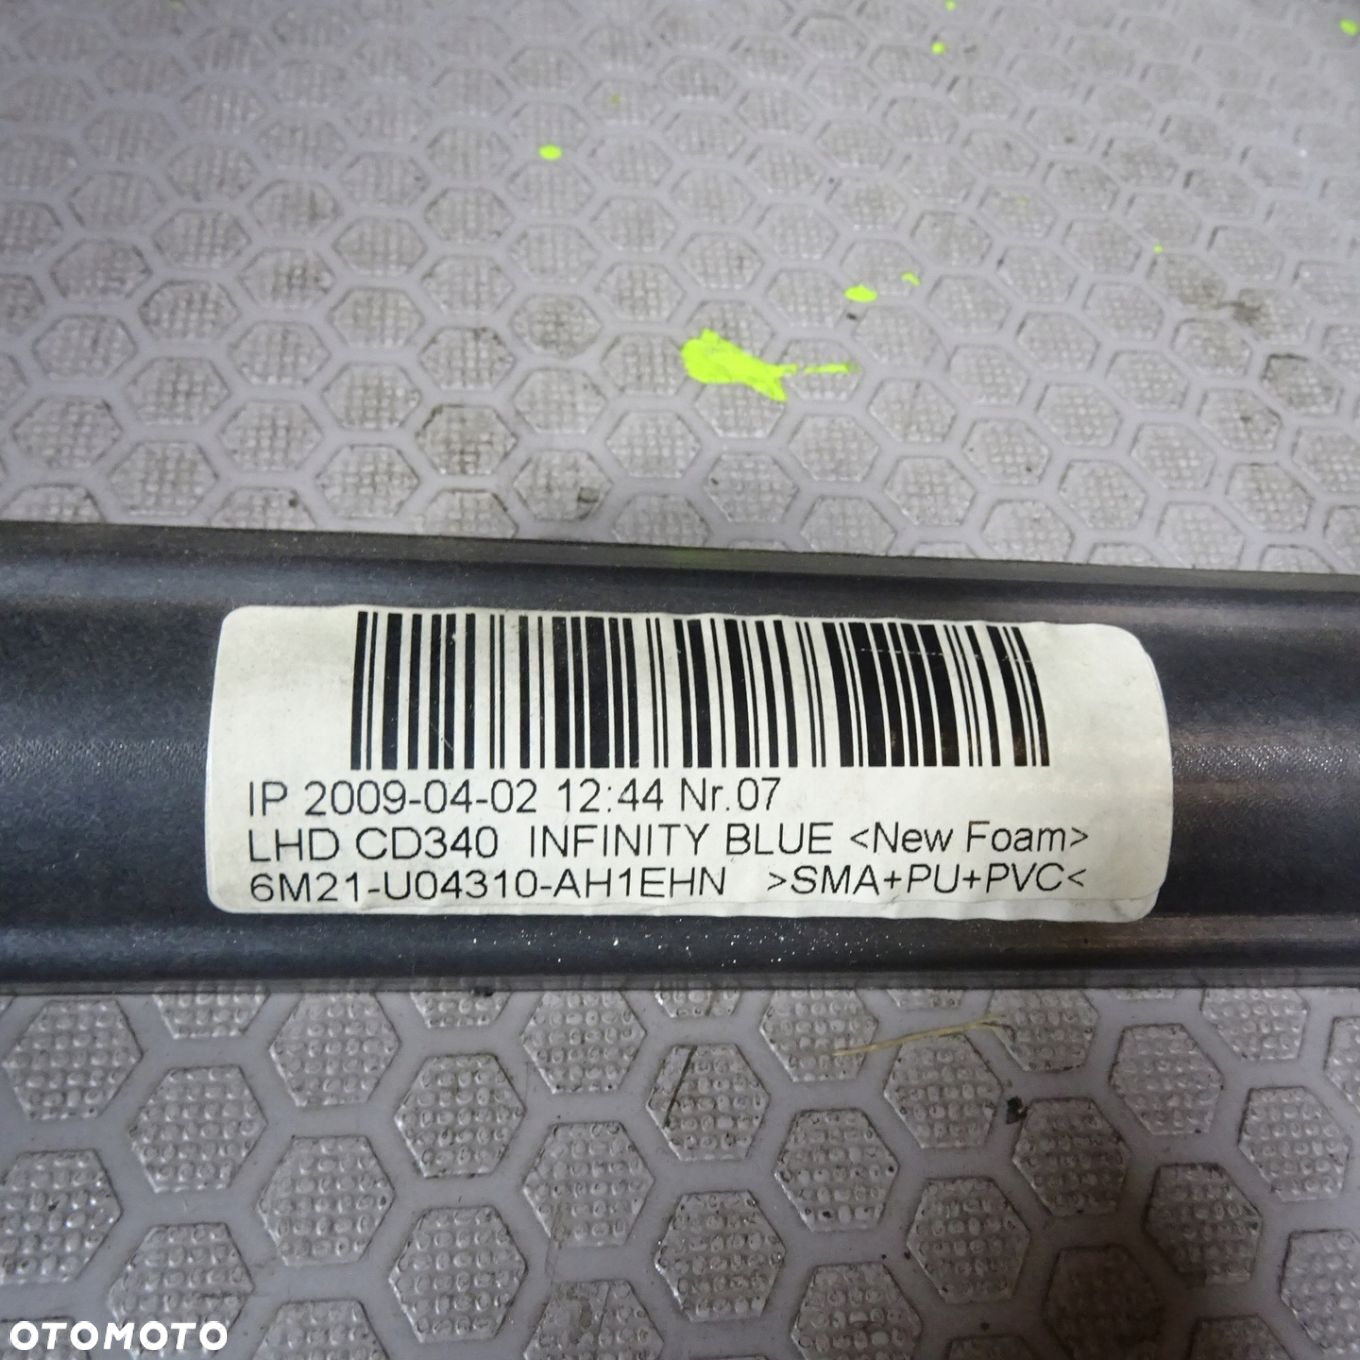 IP 2009-04-02 12:44 Nr.07
LHD CD340 INFINITY BLUE <New Foam>
6M21-U04310-AH1EHN >SMA+PU+PVC<
OTOMOTO